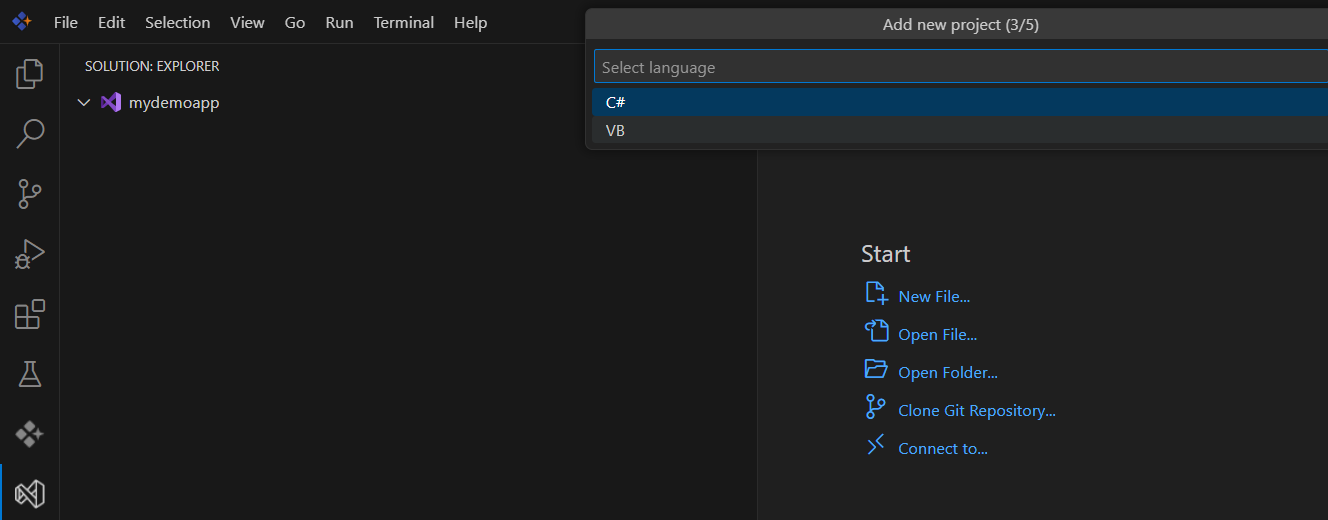 File Edit Selection View Go Run Terminal Help
Add new project (3/5)
Select language
C#
VB
SOLUTION: EXPLORER
mydemoapp
Start
New File...
Open File...
Open Folder...
Clone Git Repository...
Connect to...